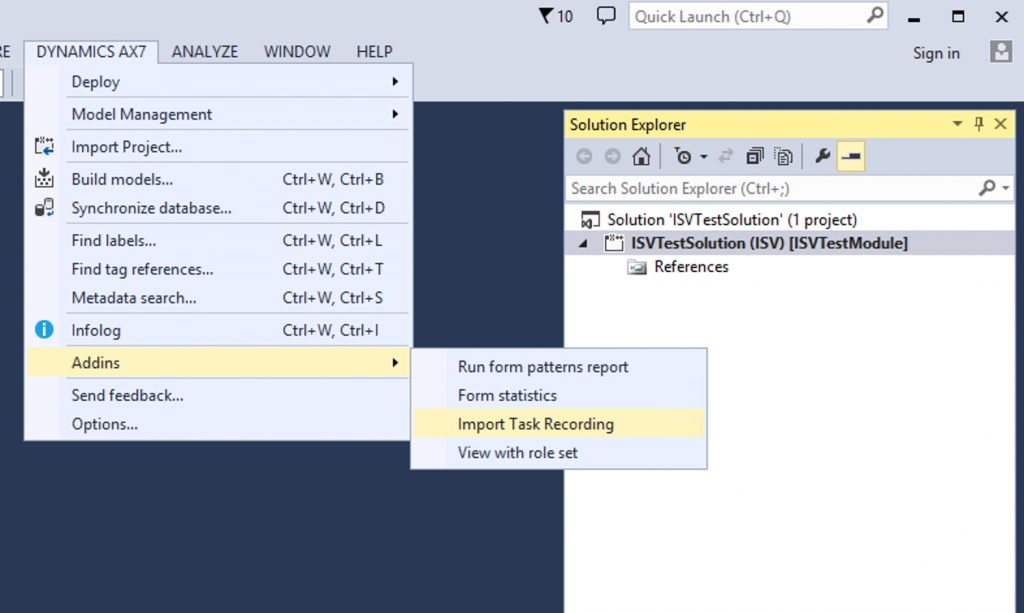 10
Quick Launch (Ctrl+Q)
RE DYNAMICS AX7 ANALYZE WINDOW HELP
Sign in
Deploy
Model Management
Import Project...
Build models... Ctrl+W, Ctrl+B
Synchronize database... Ctrl+W, Ctrl+D
Find labels... Ctrl+W, Ctrl+L
Find tag references... Ctrl+W, Ctrl+T
Metadata search... Ctrl+W, Ctrl+S
Infolog Ctrl+W, Ctrl+I
Addins
Send feedback...
Options...
Run form patterns report
Form statistics
Import Task Recording
View with role set
Solution Explorer
Search Solution Explorer (Ctrl+;)
Solution 'ISVTestSolution' (1 project)
ISVTestSolution (ISV) [ISVTestModule]
References